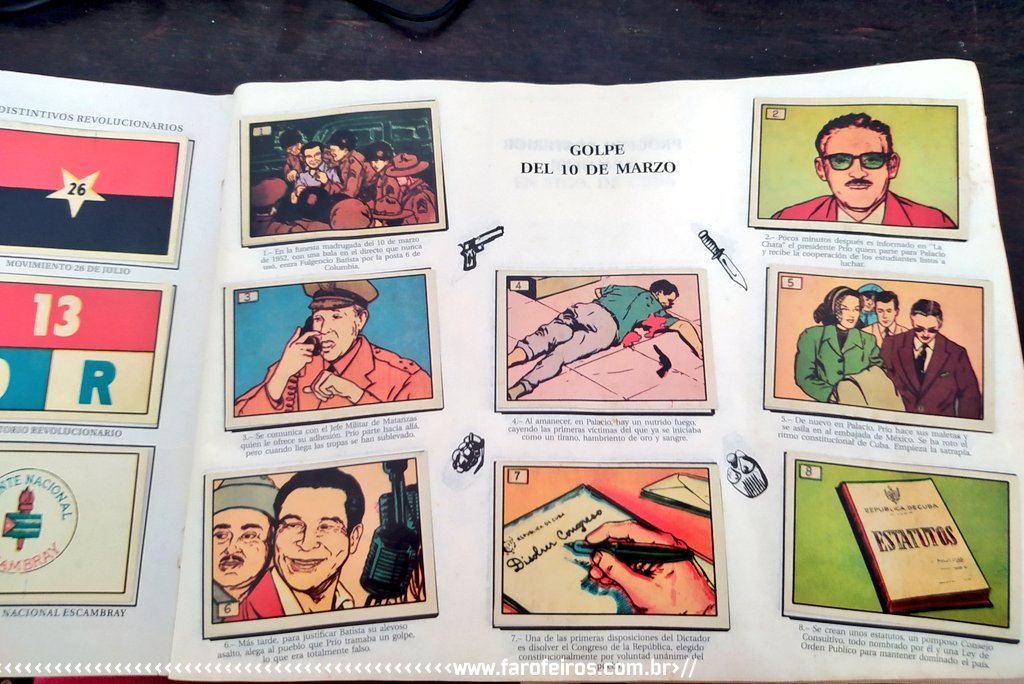 DISTINTIVOS REVOLUCIONARIOS
26
MOVIMIENTO 26 DE JULIO
13
R
REVOLUCIONARIO
NTE NACIONAL
AMBRAY
NACIONAL ESCAMBRAY
GOLPE
DEL 10 DE MARZO
1
1.- En la funesta madrugada del 10 de marzo
de 1952, con una bala en el directo que nunca
uso, entra Fulgencio Batista por la posta 6 de
Columbia.
2
2.- Pocos minutos después es informado en "La
Chata" el presidente Prío quien parte para Palacio
y recibe la cooperación de los estudiantes listos a
luchar.
3
3.- Se comunica con el Jefe Militar de Matanzas
quien le ofrece su adhesión. Prío parte hacia allá,
pero cuando llega las tropas se han sublevado.
4
4.- Al amanecer, en Palacio, hay un nutrido fuego,
cayendo las primeras víctimas del que ya se iniciaba
como un tirano, hambriento de oro y sangre.
5
5.- De nuevo en Palacio, Prío hace sus maletas y
se asila en al embajada de México. Se ha roto el
ritmo constitucional de Cuba. Empieza la satrapía.
6
6.- Más tarde, para justificar Batista su alevoso
asalto, alega al pueblo que Prío tramaba un golpe,
lo que era totalmente falso.
7
REPUBLICA DE CUBA
Disolver Congreso
7.- Una de las primeras disposiciones del Dictador
es disolver el Congreso de la República, elegido
constitucionalmente por voluntad unánime del
8
REPUBLICA DE CUBA
ESTATUTOS
8.- Se crean unos estatutos, un pomposo Consejo
Consultivo, todo nombrado por él y una Ley de
Orden Publico para mantener dominado el país.
www.farofeiros.com.br//